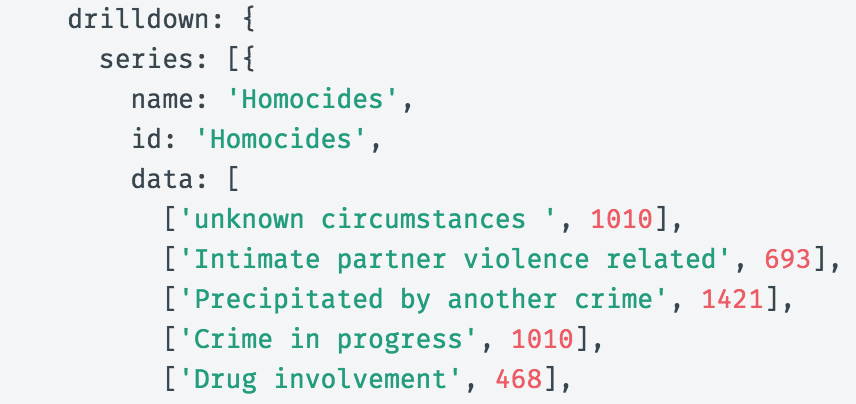 drilldown: {
series: [{
name: 'Homocides',
id: 'Homocides',
data: [
['unknown circumstances ', 1010],
['Intimate partner violence related', 693],
['Precipitated by another crime', 1421],
['Crime in progress', 1010],
['Drug involvement', 468],